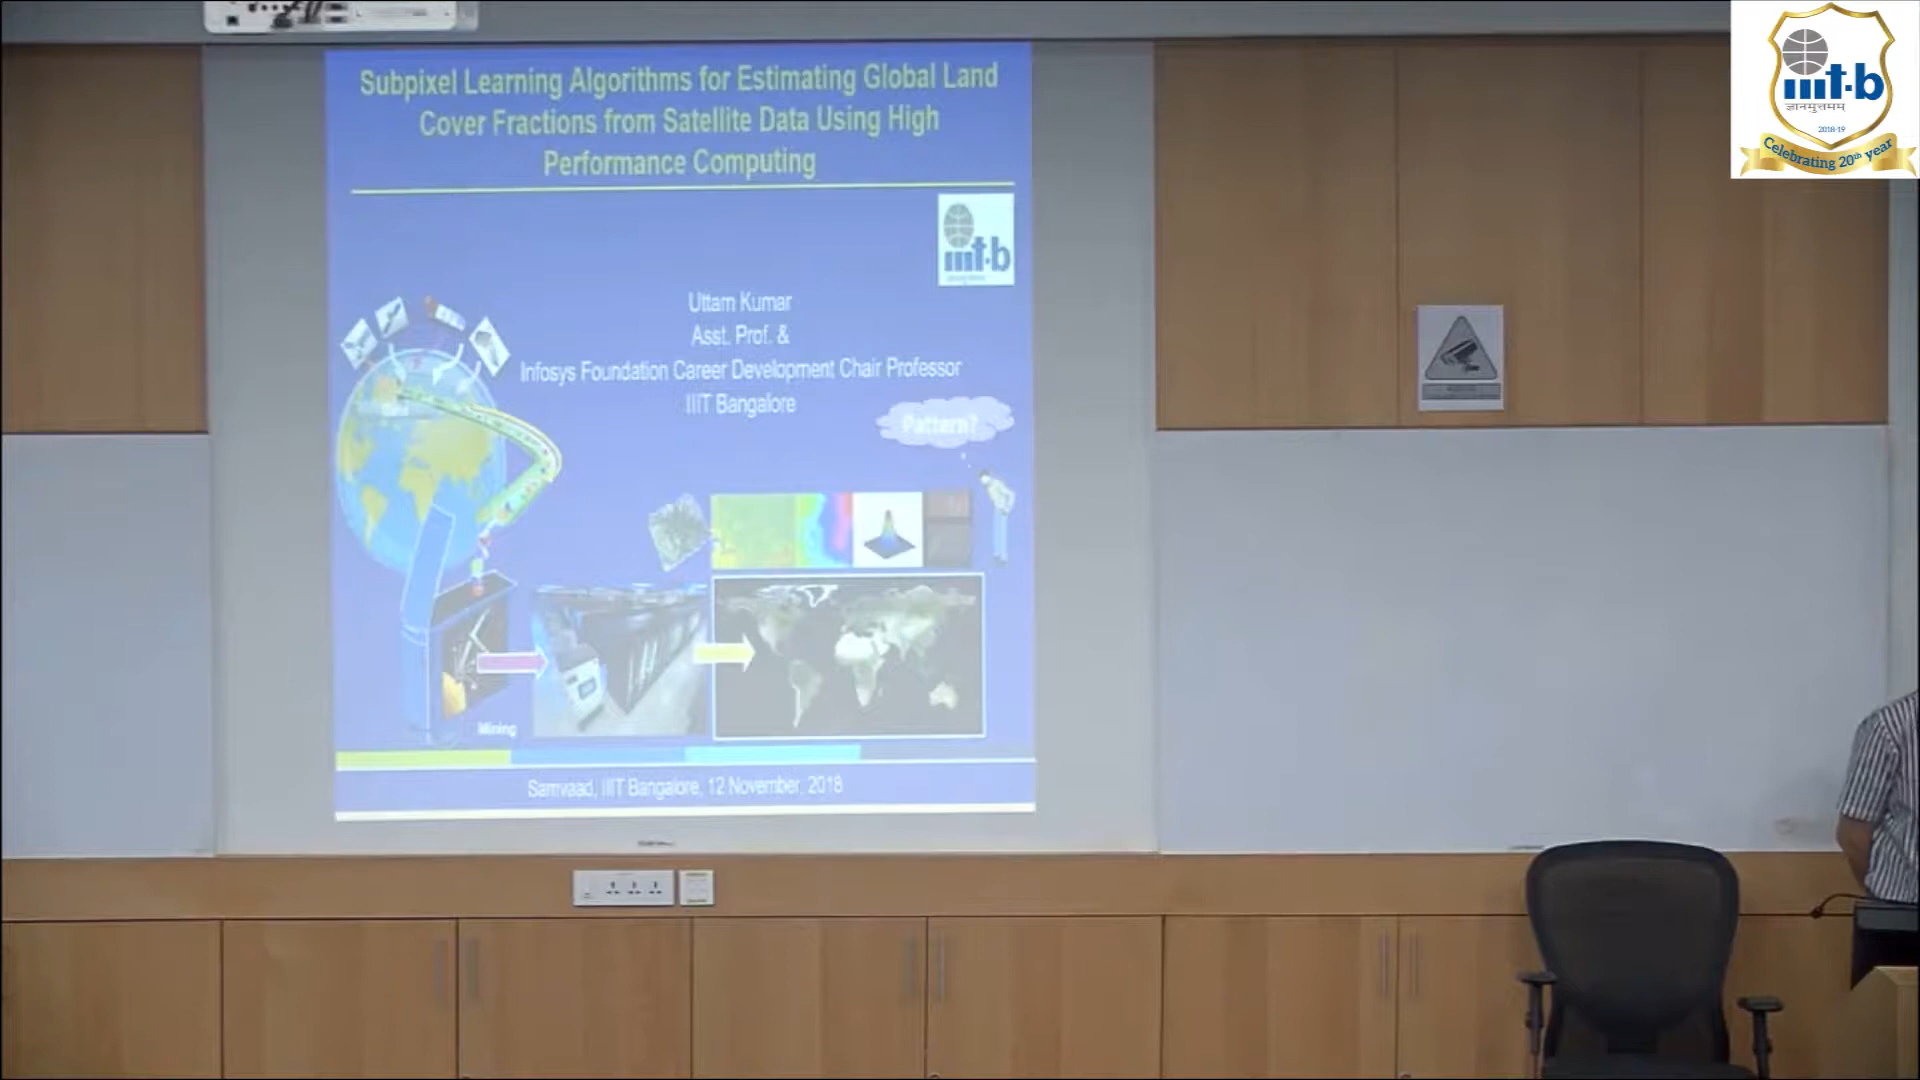 Subpixel Learning Algorithms for Estimating Global Land
Cover Fractions from Satellite Data Using High
Performance Computing
iiit-b
Uttam Kumar
Asst. Prof. &
Infosys Foundation Career Development Chair Professor
IIIT Bangalore
Pattern?
Mining
Samvaad, IIIT Bangalore, 12 November, 2018
iiit-b
ज्ञानमुत्तमम्
2018-19
Celebrating 20th year